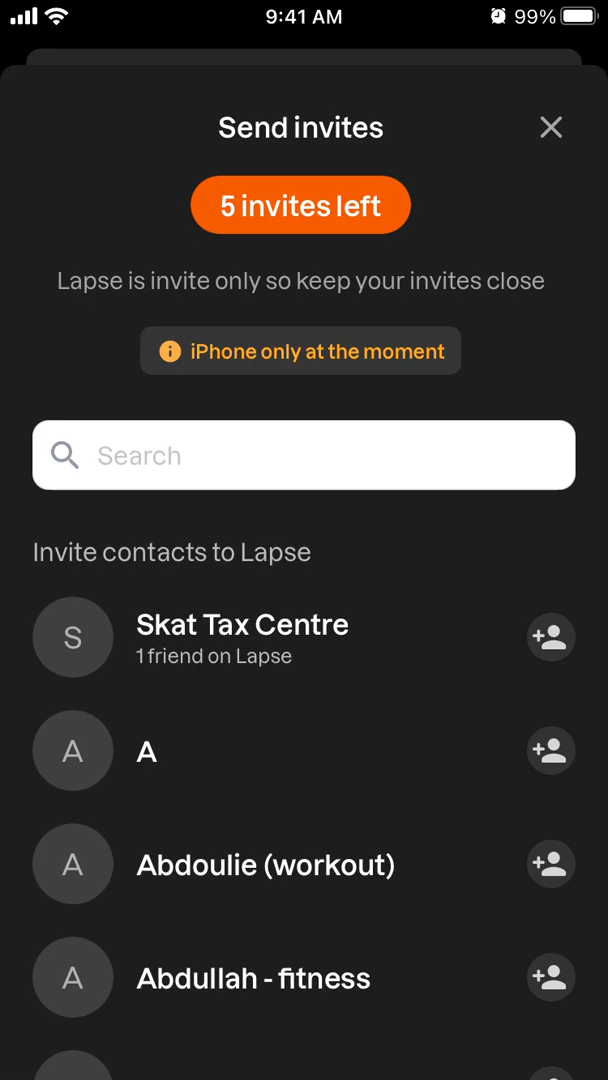 9:41 AM
99%
Send invites
5 invites left
Lapse is invite only so keep your invites close
iPhone only at the moment
Search
Invite contacts to Lapse
S
Skat Tax Centre
1 friend on Lapse
A
A
A
Abdoulie (workout)
A
Abdullah - fitness